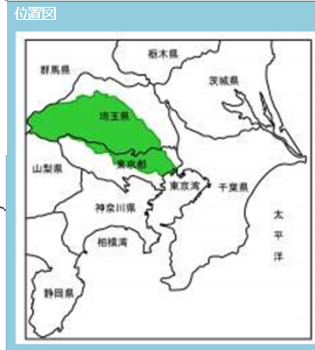 位置図
栃木県
群馬県
茨城県
埼玉県
東京都
山梨県
東京湾
千葉県
神奈川県
太平洋
相模湾
静岡県